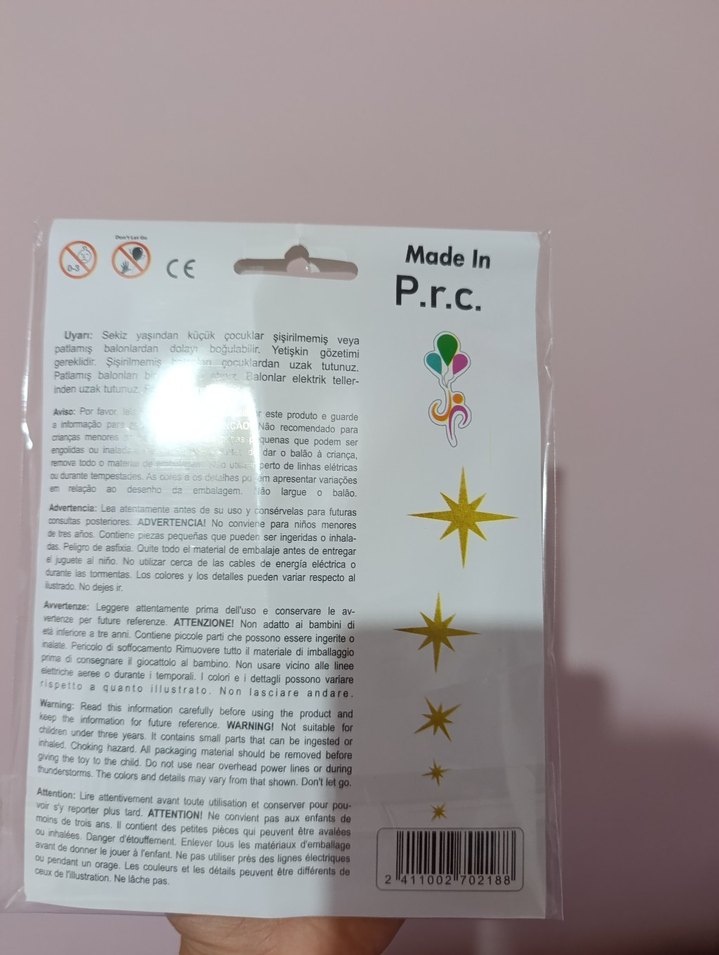 Don't Let Go
0-3
CE
Made In
P.r.c.
Uyarı: Sekiz yaşından küçük çocuklar şişirilmemiş veya
patlamış balonlardan dolayı boğulabilir. Yetişkin gözetimi
gereklidir. Şişirilmemiş çocuklardan uzak tutunuz.
Patlamış balonları Balonlar elektrik teller-
inden uzak tutunuz.
Aviso: Por favor, este produto e guarde
a informação para Não recomendado para
crianças menores pequenas que podem ser
engolidas ou dar o balão à criança,
remova todo o material de perto de linhas elétricas
ou durante tempestades. As cores e os detalhes podem apresentar variações
em relação ao desenho da embalagem. Não largue o balão.
Advertencia: Lea atentamente antes de su uso y consérvelas para futuras
consultas posteriores. ADVERTENCIA! No conviene para niños menores
de tres años. Contiene piezas pequeñas que pueden ser ingeridas o inhala-
das. Peligro de asfixia. Quite todo el material de embalaje antes de entregar
el juguete al niño. No utilizar cerca de las cables de energía eléctrica o
durante las tormentas. Los colores y los detalles pueden variar respecto al
ilustrado. No dejes ir.
Avvertenze: Leggere attentamente prima dell'uso e conservare le av-
vertenze per future referenze. ATTENZIONE! Non adatto ai bambini di
età inferiore a tre anni. Contiene piccole parti che possono essere ingerite o
inalate. Pericolo di soffocamento Rimuovere tutto il materiale di imballaggio
prima di consegnare il giocattolo al bambino. Non usare vicino alle linee
elettriche aeree o durante i temporali. I colori e i dettagli possono variare
rispetto a quanto illustrato. Non lasciare andare.
Warning: Read this information carefully before using the product and
keep the information for future reference. WARNING! Not suitable for
children under three years. It contains small parts that can be ingested or
inhaled. Choking hazard. All packaging material should be removed before
giving the toy to the child. Do not use near overhead power lines or during
thunderstorms. The colors and details may vary from that shown. Don't let go.
Attention: Lire attentivement avant toute utilisation et conserver pour pou-
voir s'y reporter plus tard. ATTENTION! Ne convient pas aux enfants de
moins de trois ans. Il contient des petites pièces qui peuvent être avalées
ou inhalées. Danger d'étouffement. Enlever tous les matériaux d'emballage
avant de donner le jouer à l'enfant. Ne pas utiliser près des lignes électriques
ou pendant un orage. Les couleurs et les détails peuvent être différents de
ceux de l'illustration. Ne lâche pas.
2 411002 702188